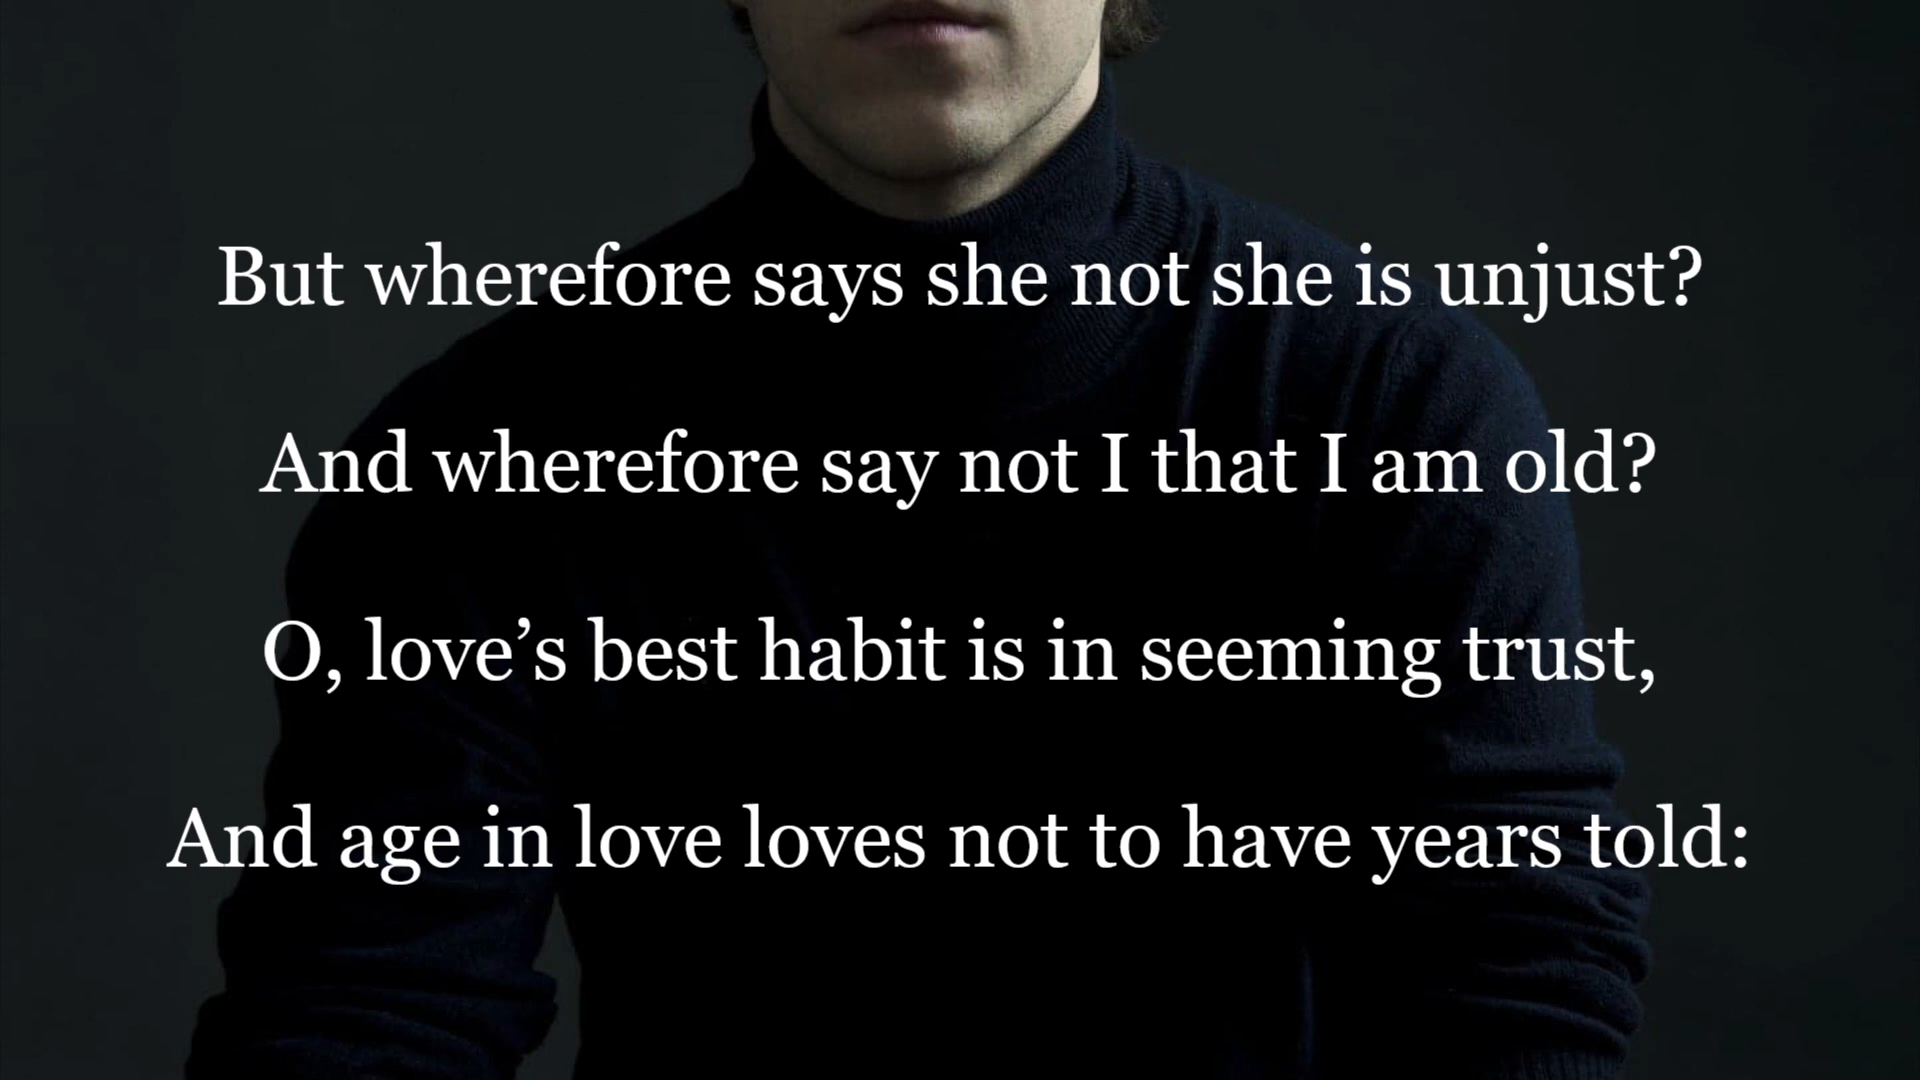 But wherefore says she not she is unjust?
And wherefore say not I that I am old?
O, love’s best habit is in seeming trust,
And age in love loves not to have years told: